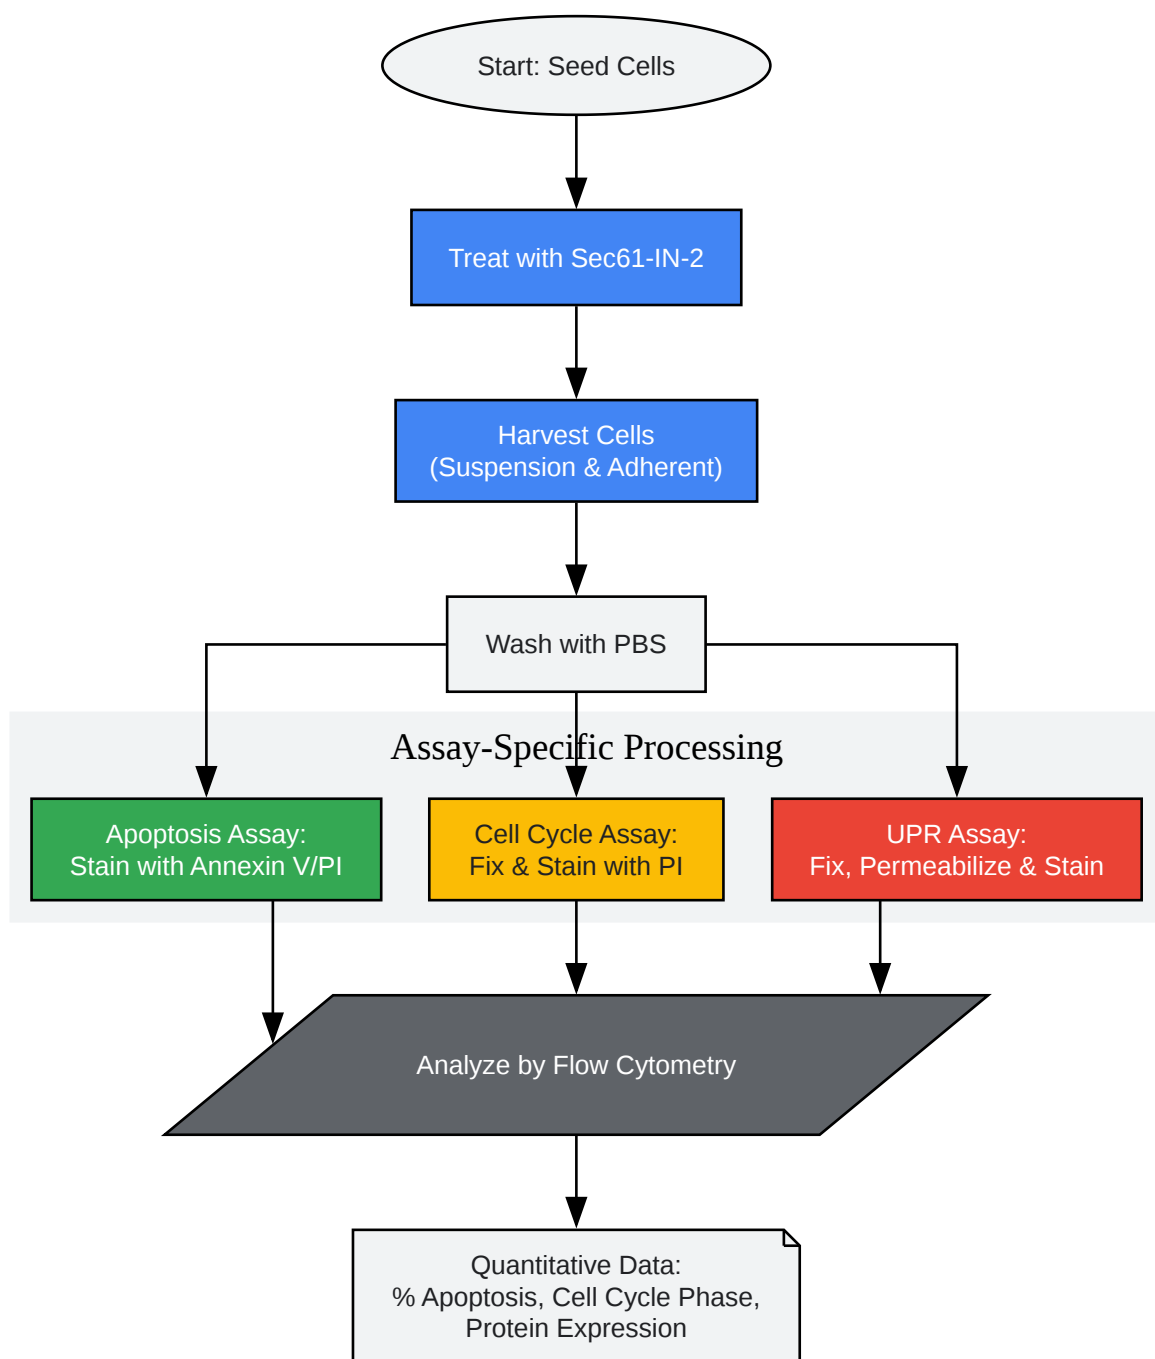 Start: Seed Cells
Treat with Sec61-IN-2
Harvest Cells
(Suspension & Adherent)
Wash with PBS
Assay-Specific Processing
Apoptosis Assay:
Stain with Annexin V/PI
Cell Cycle Assay:
Fix & Stain with PI
UPR Assay:
Fix, Permeabilize & Stain
Analyze by Flow Cytometry
Quantitative Data:
% Apoptosis, Cell Cycle Phase,
Protein Expression